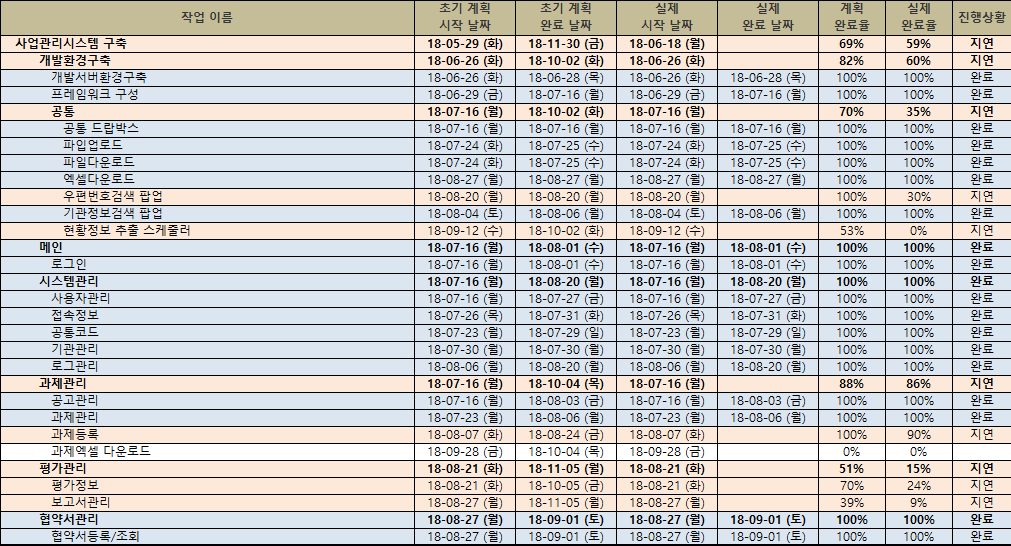 작업 이름 초기 계획 시작 날짜 초기 계획 완료 날짜 실제 시작 날짜 실제 완료 날짜 계획 완료율 실제 완료율 진행상황
사업관리시스템 구축 18-05-29 (화) 18-11-30 (금) 18-06-18 (월) 69% 59% 지연
개발환경구축 18-06-26 (화) 18-10-02 (화) 18-06-26 (화) 82% 60% 지연
개발서버환경구축 18-06-26 (화) 18-06-28 (목) 18-06-26 (화) 18-06-28 (목) 100% 100% 완료
프레임워크 구성 18-06-29 (금) 18-07-16 (월) 18-06-29 (금) 18-07-16 (월) 100% 100% 완료
공통 18-07-16 (월) 18-10-02 (화) 18-07-16 (월) 70% 35% 지연
공통 드랍박스 18-07-16 (월) 18-07-16 (월) 18-07-16 (월) 18-07-16 (월) 100% 100% 완료
파입업로드 18-07-24 (화) 18-07-25 (수) 18-07-24 (화) 18-07-25 (수) 100% 100% 완료
파일다운로드 18-07-24 (화) 18-07-25 (수) 18-07-24 (화) 18-07-25 (수) 100% 100% 완료
엑셀다운로드 18-08-27 (월) 18-08-27 (월) 18-08-27 (월) 18-08-27 (월) 100% 100% 완료
우편번호검색 팝업 18-08-20 (월) 18-08-20 (월) 18-08-20 (월) 100% 30% 지연
기관정보검색 팝업 18-08-04 (토) 18-08-06 (월) 18-08-04 (토) 18-08-06 (월) 100% 100% 완료
현황정보 추출 스케줄러 18-09-12 (수) 18-10-02 (화) 18-09-12 (수) 53% 0% 지연
메인 18-07-16 (월) 18-08-01 (수) 18-07-16 (월) 18-08-01 (수) 100% 100% 완료
로그인 18-07-16 (월) 18-08-01 (수) 18-07-16 (월) 18-08-01 (수) 100% 100% 완료
시스템관리 18-07-16 (월) 18-08-20 (월) 18-07-16 (월) 18-08-20 (월) 100% 100% 완료
사용자관리 18-07-16 (월) 18-07-27 (금) 18-07-16 (월) 18-07-27 (금) 100% 100% 완료
접속정보 18-07-26 (목) 18-07-31 (화) 18-07-26 (목) 18-07-31 (화) 100% 100% 완료
공통코드 18-07-23 (월) 18-07-29 (일) 18-07-23 (월) 18-07-29 (일) 100% 100% 완료
기관관리 18-07-30 (월) 18-07-30 (월) 18-07-30 (월) 18-07-30 (월) 100% 100% 완료
로그관리 18-08-06 (월) 18-08-20 (월) 18-08-06 (월) 18-08-20 (월) 100% 100% 완료
과제관리 18-07-16 (월) 18-10-04 (목) 18-07-16 (월) 88% 86% 지연
공고관리 18-07-16 (월) 18-08-03 (금) 18-07-16 (월) 18-08-03 (금) 100% 100% 완료
과제관리 18-07-23 (월) 18-08-06 (월) 18-07-23 (월) 18-08-06 (월) 100% 100% 완료
과제등록 18-08-07 (화) 18-08-24 (금) 18-08-07 (화) 100% 90% 지연
과제엑셀 다운로드 18-09-28 (금) 18-10-04 (목) 18-09-28 (금) 0% 0%
평가관리 18-08-21 (화) 18-11-05 (월) 18-08-21 (화) 51% 15% 지연
평가정보 18-08-21 (화) 18-10-05 (금) 18-08-21 (화) 70% 24% 지연
보고서관리 18-08-27 (월) 18-11-05 (월) 18-08-27 (월) 39% 9% 지연
협약서관리 18-08-27 (월) 18-09-01 (토) 18-08-27 (월) 18-09-01 (토) 100% 100% 완료
협약서등록/조회 18-08-27 (월) 18-09-01 (토) 18-08-27 (월) 18-09-01 (토) 100% 100% 완료